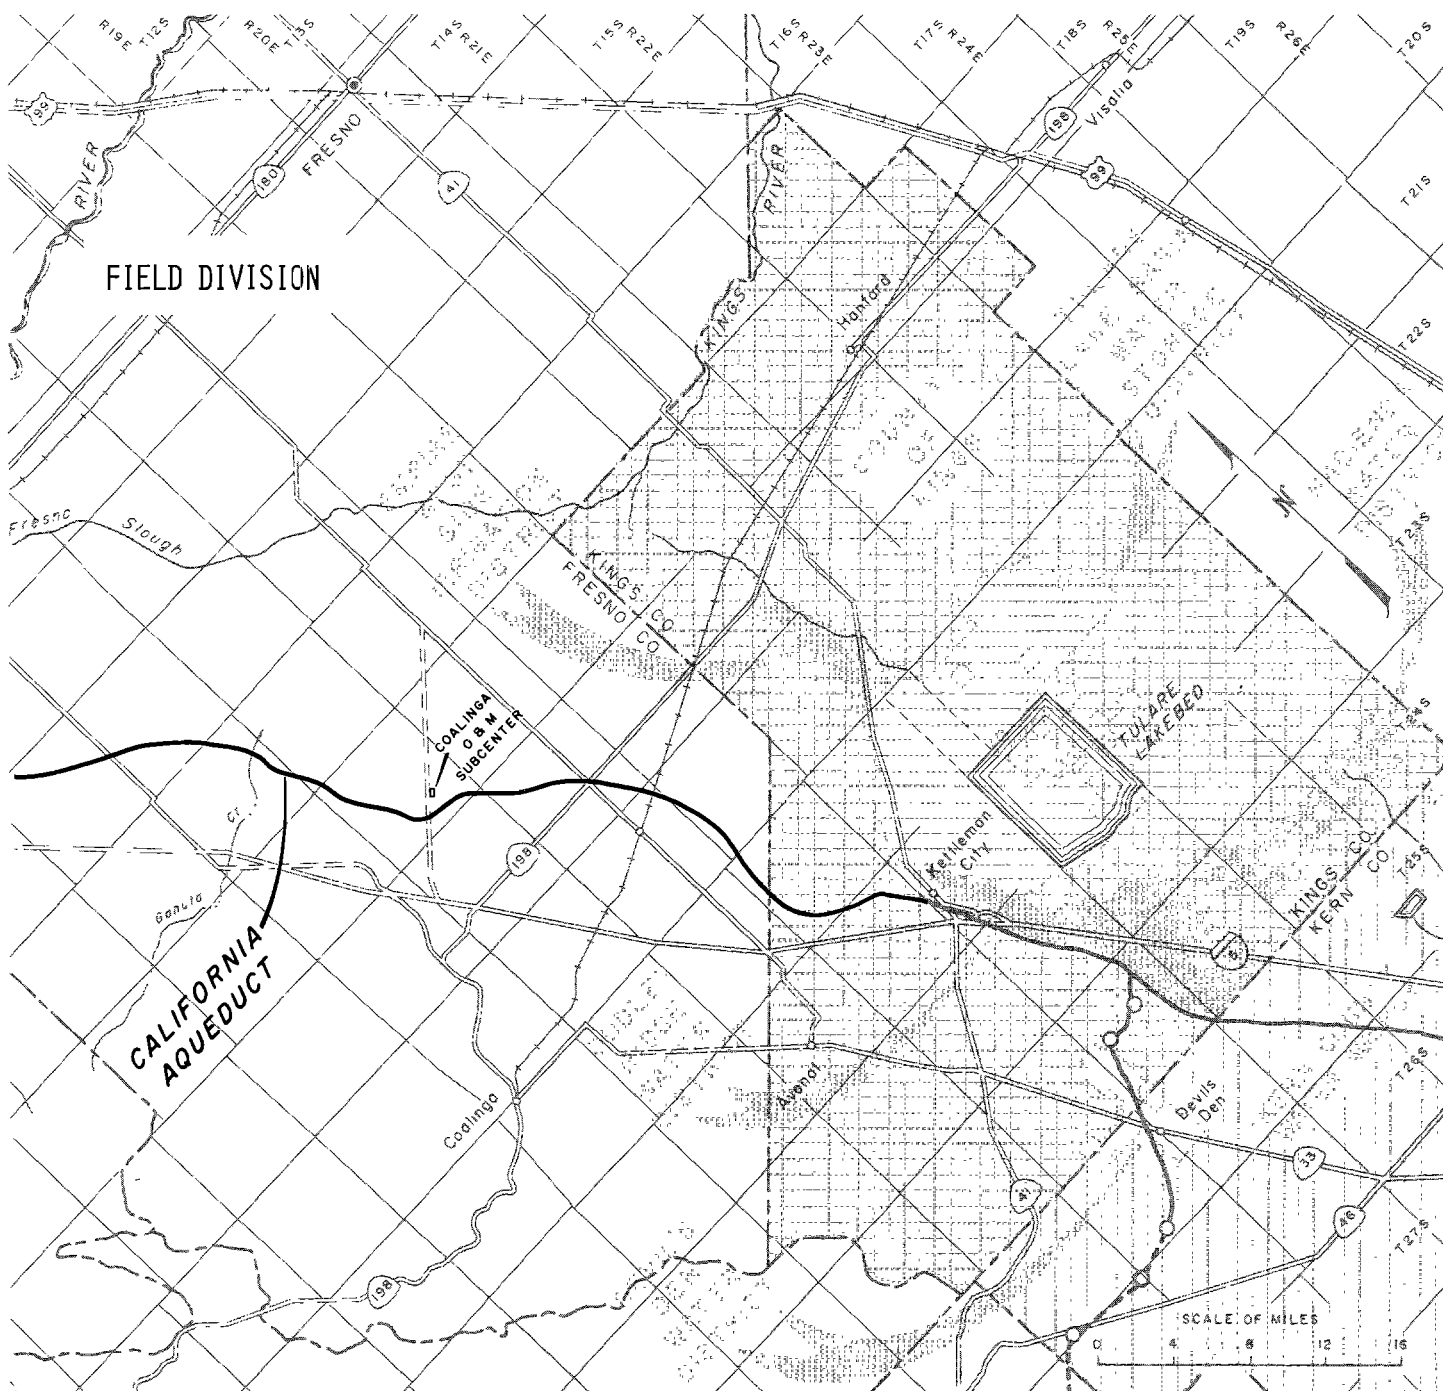 R19E
T12S
R20E
T13S
T14S
R21E
T15S
R22E
T16S
R23E
T17S
R24E
T18S
R25E
T19S
R26E
T20S
99
RIVER
180
FRESNO
41
RIVER
198
Visalia
99
T21S
FIELD DIVISION
KINGS
Hanford
T22S
N
T23S
Fresno
Slough
KINGS CO
FRESNO CO
COALINGA
O & M
SUBCENTER
TULARE
LAKEBED
T24S
Kettleman
City
KINGS CO
KERN CO
T25S
Cr
198
5
CALIFORNIA
AQUEDUCT
Coalinga
Avenal
Devils
Den
T26S
33
41
46
T27S
198
SCALE OF MILES
0 4 8 12 16